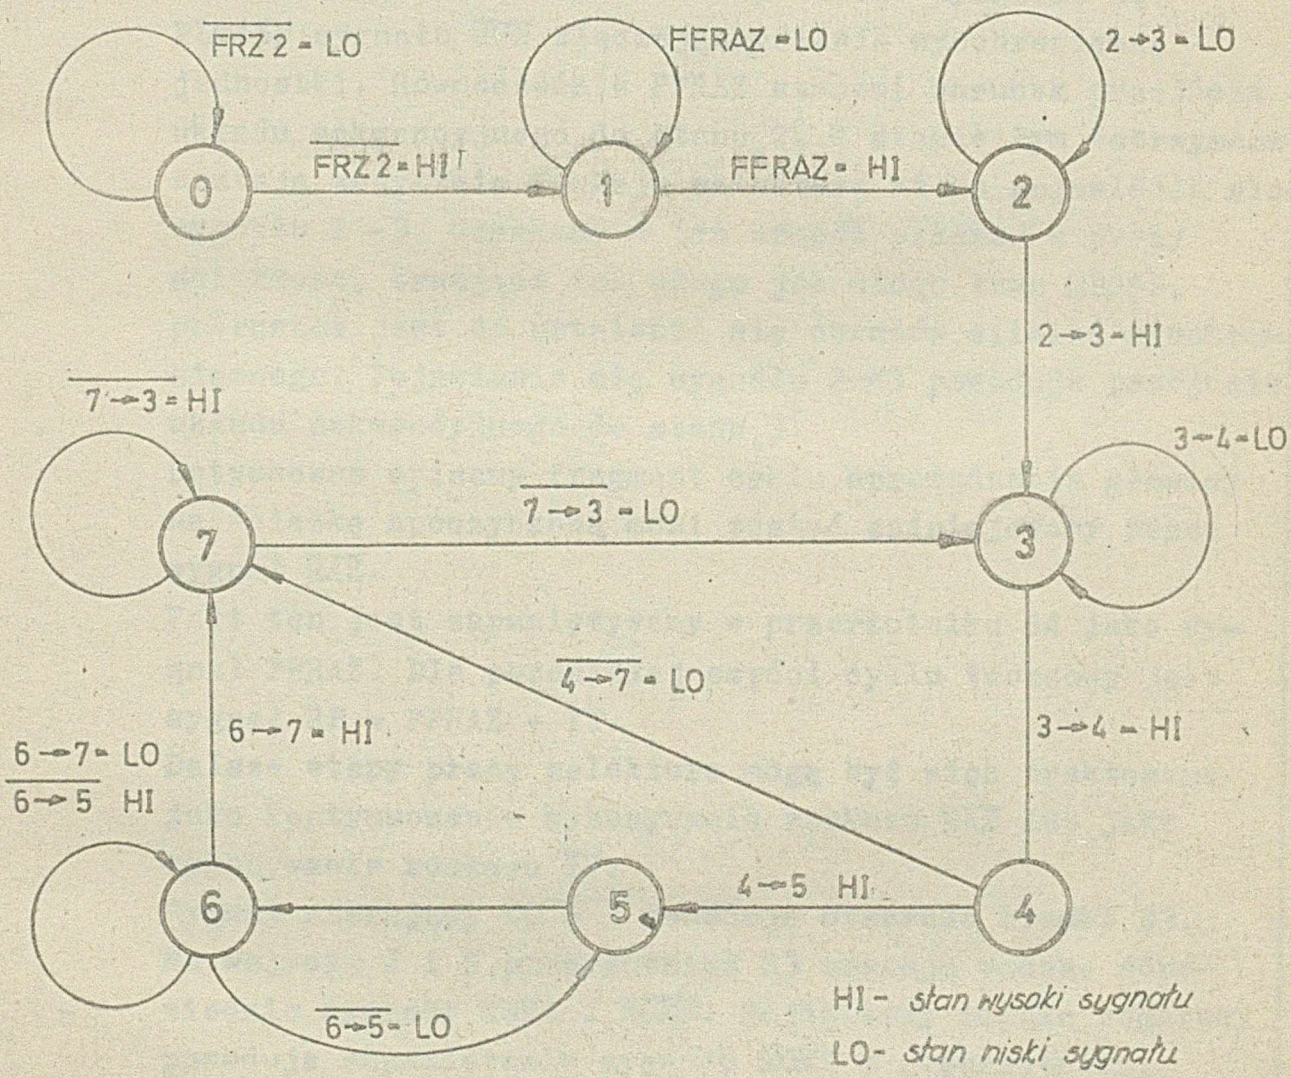 F̅R̅Z̅ ̅2̅ = LO
FFRAZ = LO
2→3 = LO
F̅R̅Z̅ ̅2̅ = HI
FFRAZ = HI
0
1
2
2→3 = HI
7̅→̅3̅ = HI
3→4 = LO
7̅→̅3̅ = LO
7
3
4̅→̅7̅ = LO
6→7 = HI
3→4 = HI
6→7 = LO
6̅→̅5̅ HI
4→5 HI
6
5
4
6̅→̅5̅ = LO
HI - stan wysoki sygnału
LO - stan niski sygnału